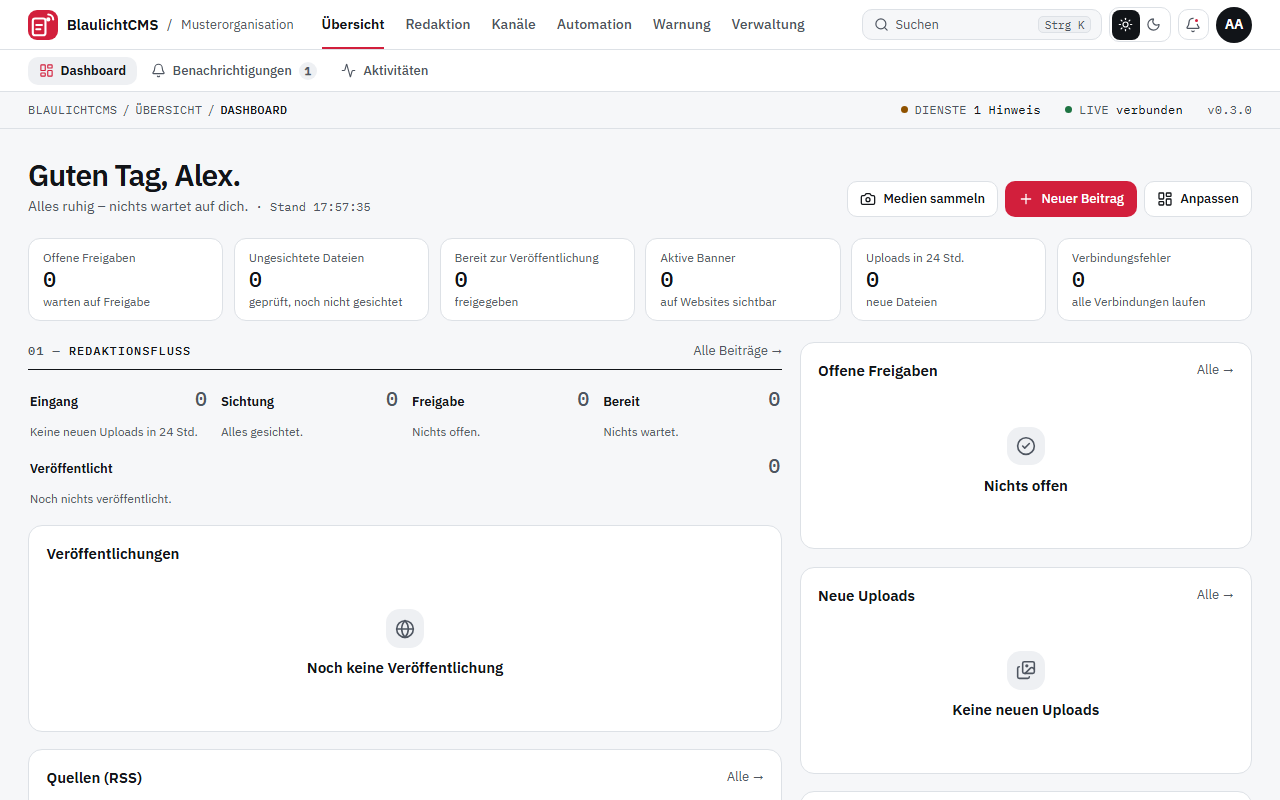 BlaulichtCMS / Musterorganisation Übersicht Redaktion Kanäle Automation Warnung Verwaltung Suchen Strg K AA
Dashboard Benachrichtigungen 1 Aktivitäten
BLAULICHTCMS / ÜBERSICHT / DASHBOARD DIENSTE 1 Hinweis LIVE verbunden v0.3.0
Guten Tag, Alex.
Alles ruhig – nichts wartet auf dich. · Stand 17:57:35
Medien sammeln + Neuer Beitrag Anpassen
Offene Freigaben
0
warten auf Freigabe
Ungesichtete Dateien
0
geprüft, noch nicht gesichtet
Bereit zur Veröffentlichung
0
freigegeben
Aktive Banner
0
auf Websites sichtbar
Uploads in 24 Std.
0
neue Dateien
Verbindungsfehler
0
alle Verbindungen laufen
01 — REDAKTIONSFLUSS Alle Beiträge →
Eingang 0
Keine neuen Uploads in 24 Std.
Sichtung 0
Alles gesichtet.
Freigabe 0
Nichts offen.
Bereit 0
Nichts wartet.
Veröffentlicht 0
Noch nichts veröffentlicht.
Veröffentlichungen
Noch keine Veröffentlichung
Quellen (RSS) Alle →
Offene Freigaben Alle →
Nichts offen
Neue Uploads Alle →
Keine neuen Uploads